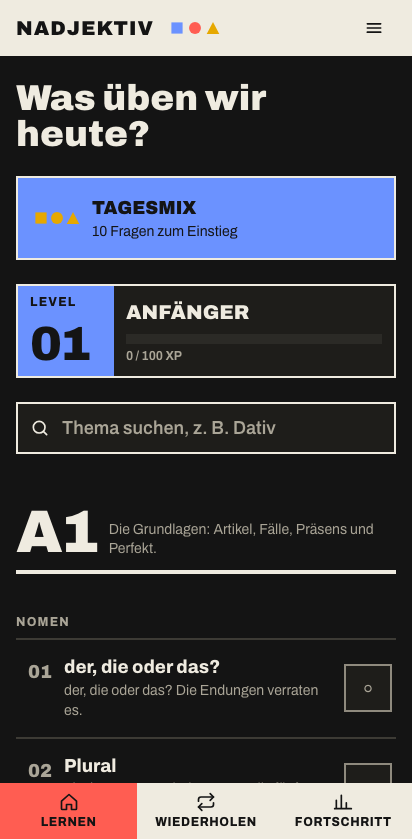 NADJEKTIV
Was üben wir
heute?
TAGESMIX
10 Fragen zum Einstieg
LEVEL
01
ANFÄNGER
0 / 100 XP
Thema suchen, z. B. Dativ
A1
Die Grundlagen: Artikel, Fälle, Präsens und
Perfekt.
NOMEN
01
der, die oder das?
der, die oder das? Die Endungen verraten
es.
02
Plural
LERNEN
WIEDERHOLEN
FORTSCHRITT